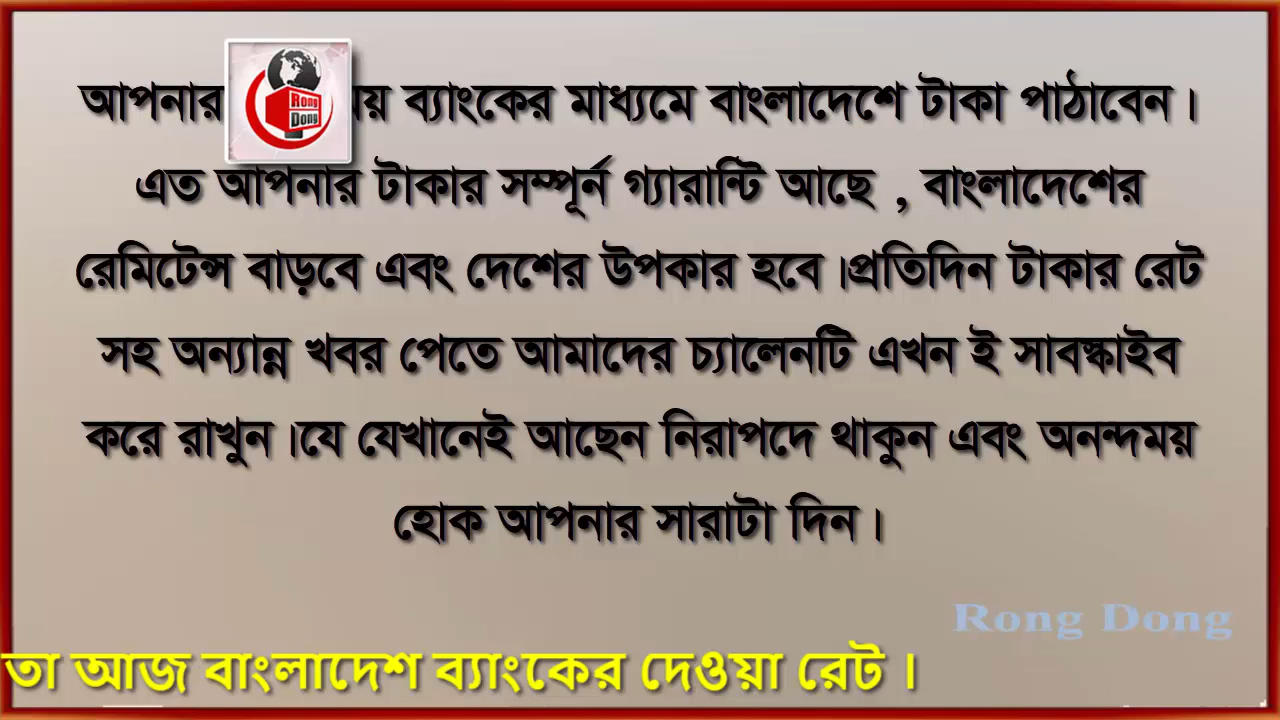 আপনার ময় ব্যাংকের মাধ্যমে বাংলাদেশে টাকা পাঠাবেন।
Rong
Dong
এত আপনার টাকার সম্পূর্ন গ্যারান্টি আছে , বাংলাদেশের
রেমিটেন্স বাড়বে এবং দেশের উপকার হবে।প্রতিদিন টাকার রেট
সহ অন্যান্ন খবর পেতে আমাদের চ্যালেনটি এখন ই সাবস্কাইব
করে রাখুন।যে যেখানেই আছেন নিরাপদে থাকুন এবং অনন্দময়
হোক আপনার সারাটা দিন।
Rong Dong
তা আজ বাংলাদেশ ব্যাংকের দেওয়া রেট।